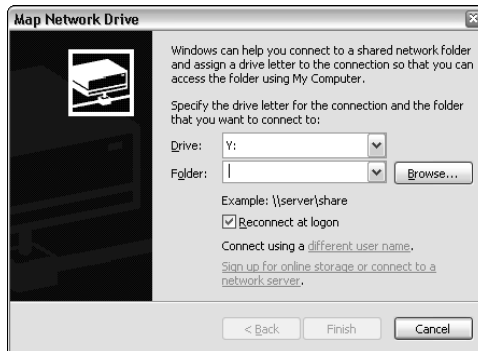 Map Network Drive
Windows can help you connect to a shared network folder
and assign a drive letter to the connection so that you can
access the folder using My Computer.
Specify the drive letter for the connection and the folder
that you want to connect to:
Drive: Y:
Folder: Browse...
Example: \\server\share
Reconnect at logon
Connect using a different user name.
Sign up for online storage or connect to a
network server.
< Back Finish Cancel